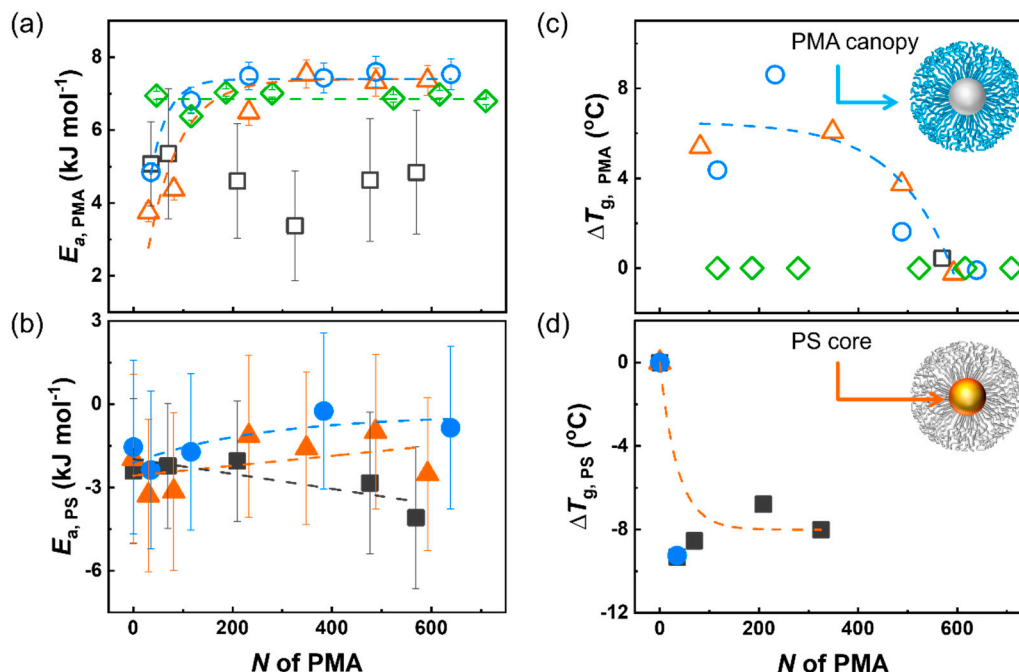 (a)
8
6
4
2
Eₐ, PMA (kJ mol⁻¹)
(b)
3
0
-3
-6
Eₐ, PS (kJ mol⁻¹)
0 200 400 600
N of PMA
(c)
PMA canopy
8
4
0
ΔT_g, PMA (°C)
(d)
PS core
0
-4
-8
-12
ΔT_g, PS (°C)
0 200 400 600
N of PMA